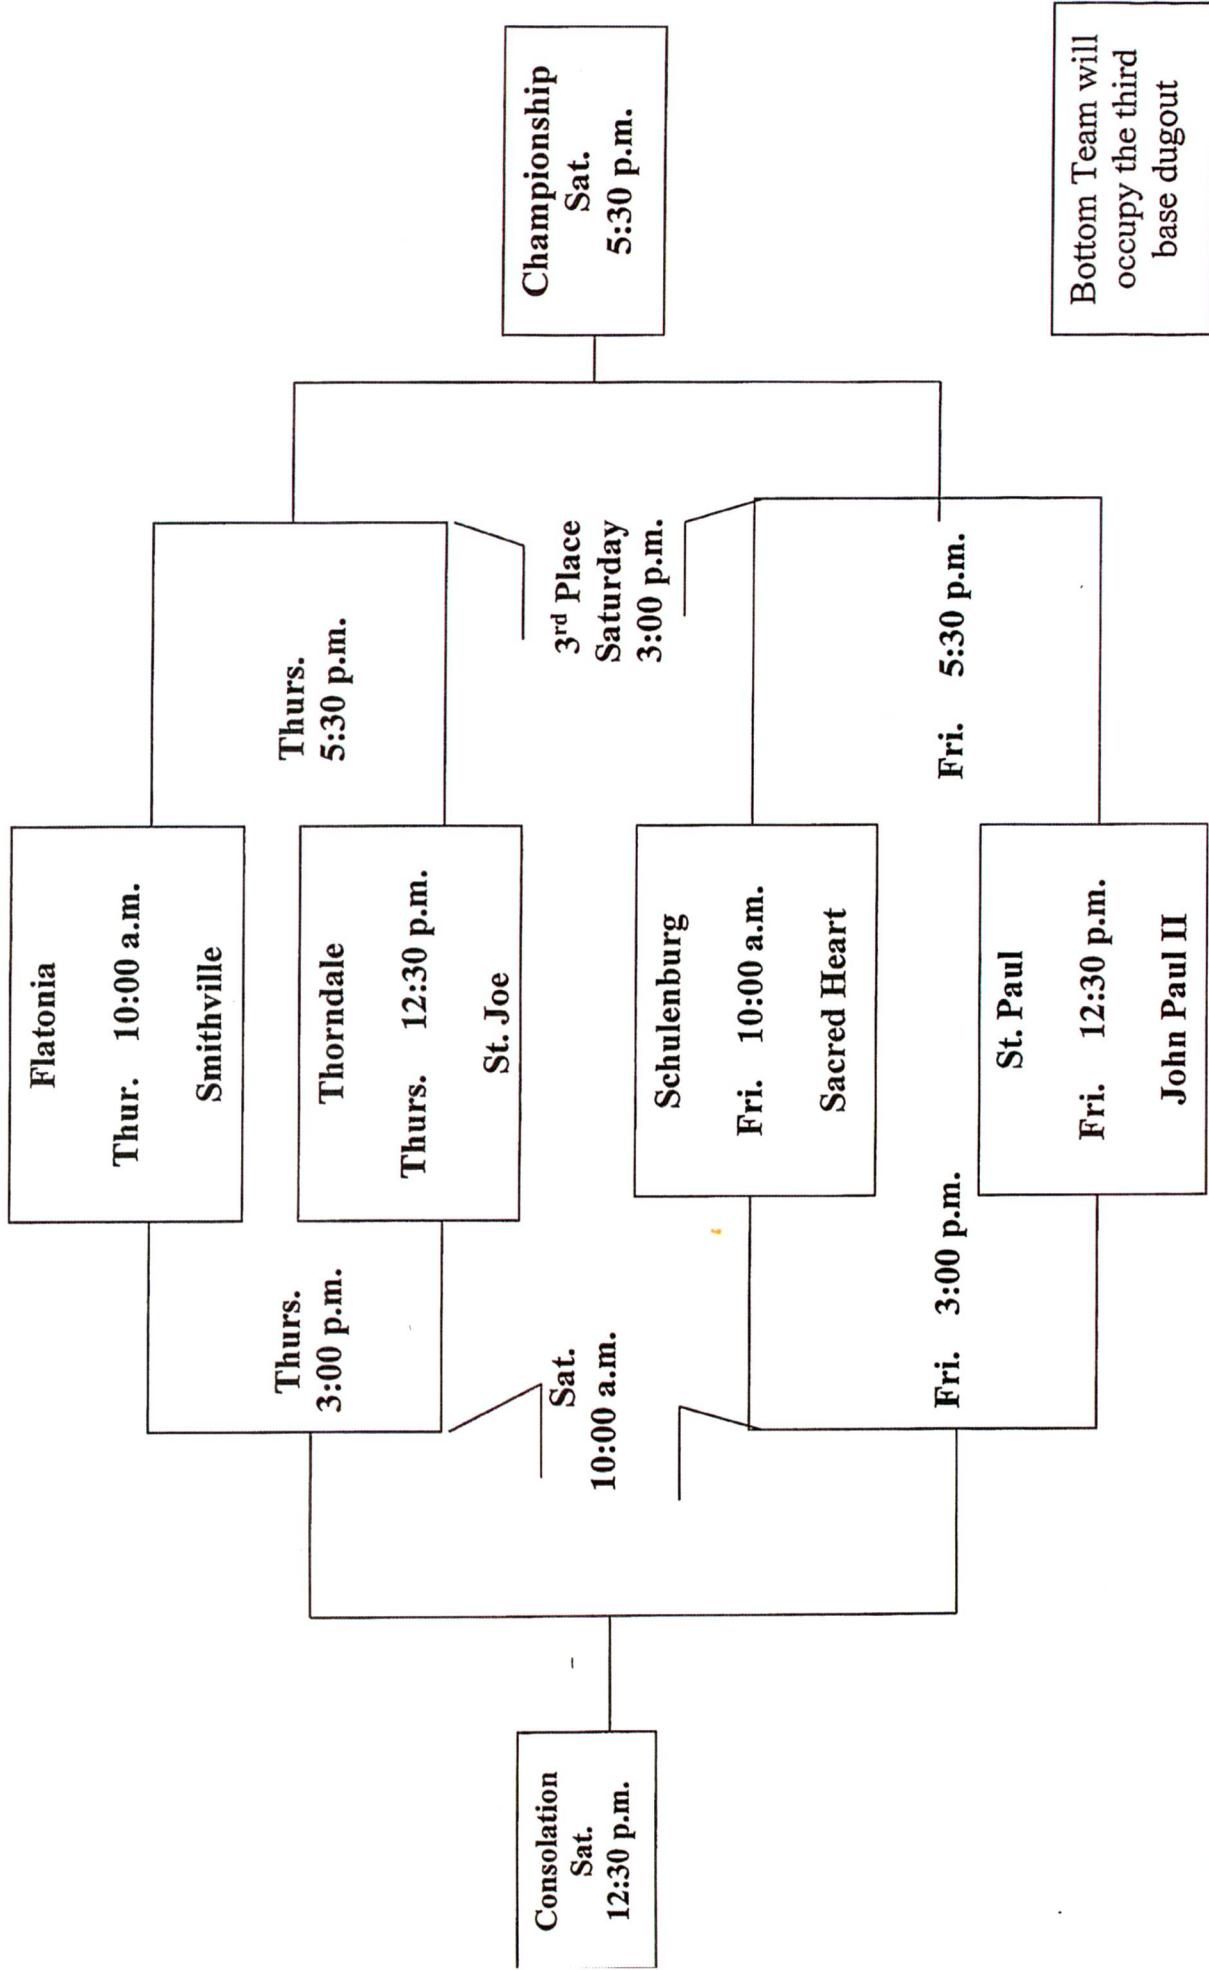 Flatonia
Thur. 10:00 a.m.
Smithville
Thurs.
3:00 p.m.
Thurs.
5:30 p.m.
Thorndale
Thurs. 12:30 p.m.
St. Joe
Consolation
Sat.
12:30 p.m.
Sat.
10:00 a.m.
3rd Place
Saturday
3:00 p.m.
Championship
Sat.
5:30 p.m.
Schulenburg
Fri. 10:00 a.m.
Sacred Heart
Fri. 3:00 p.m.
Fri. 5:30 p.m.
St. Paul
Fri. 12:30 p.m.
John Paul II
Bottom Team will
occupy the third
base dugout